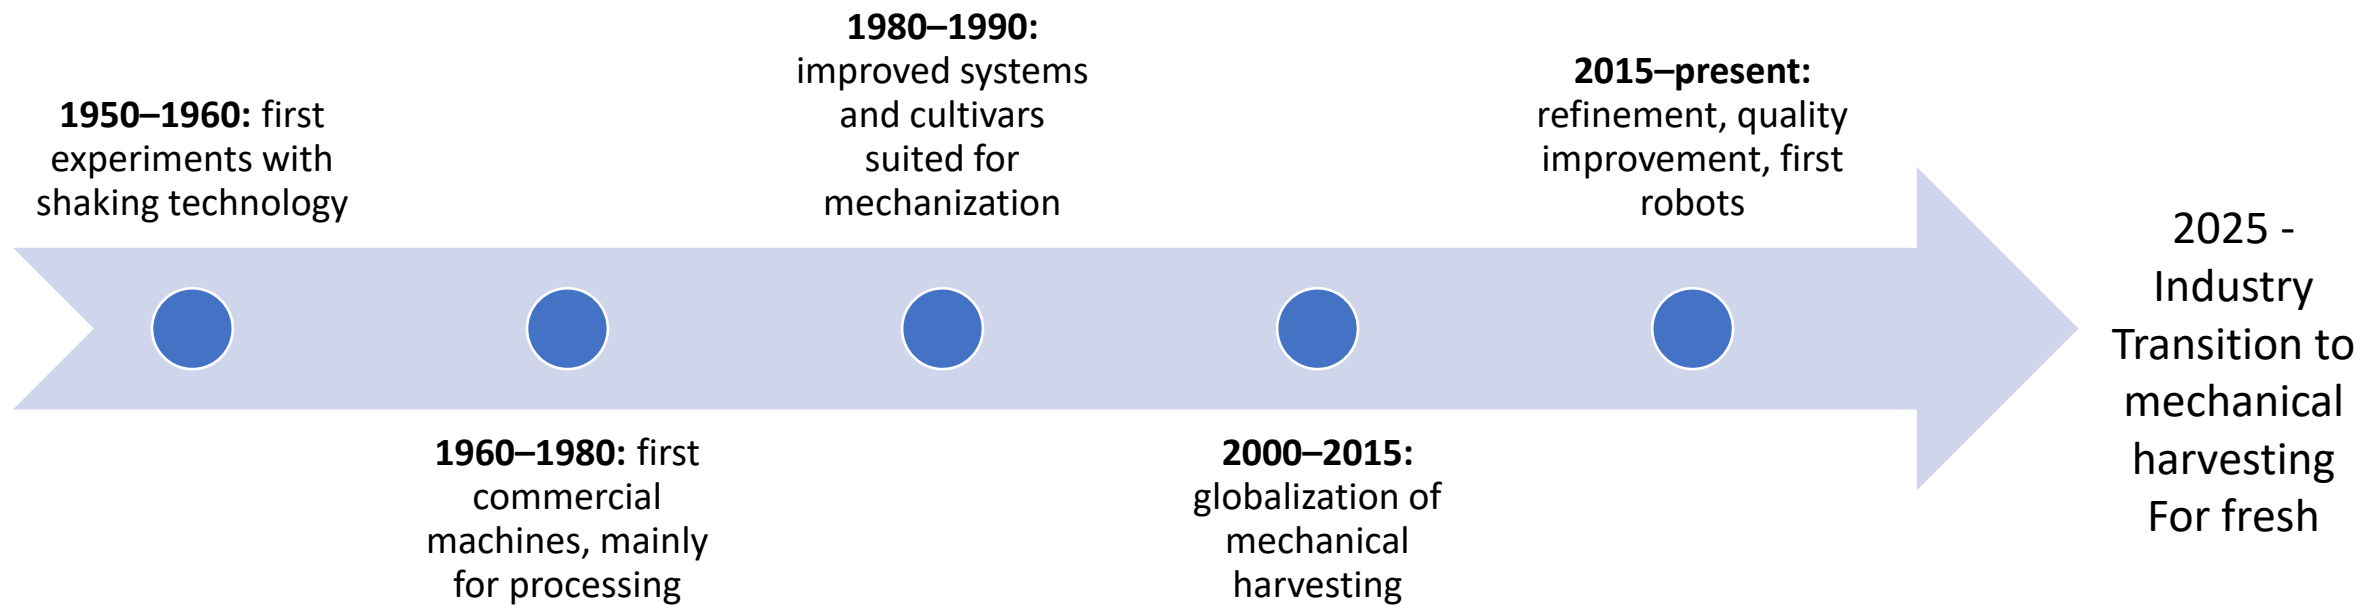 1950–1960: first
experiments with
shaking technology
1960–1980: first
commercial
machines, mainly
for processing
1980–1990:
improved systems
and cultivars
suited for
mechanization
2000–2015:
globalization of
mechanical
harvesting
2015–present:
refinement, quality
improvement, first
robots
2025 -
Industry
Transition to
mechanical
harvesting
For fresh